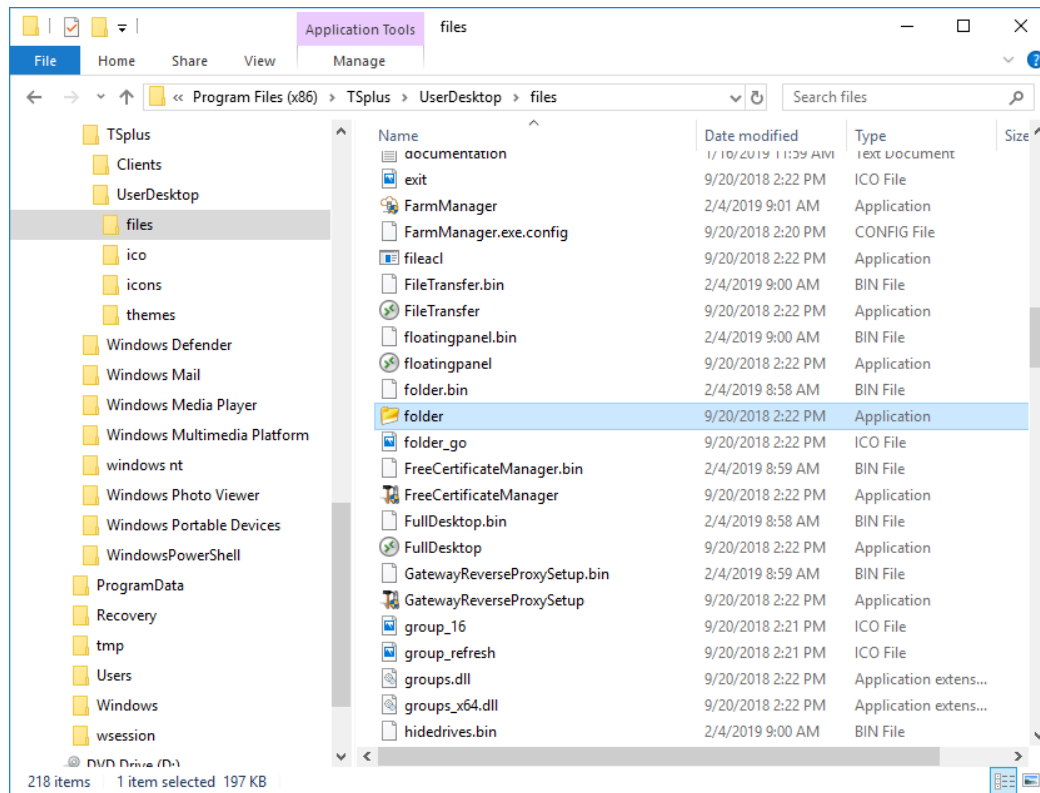 Application Tools files
File Home Share View Manage
« Program Files (x86) > TSplus > UserDesktop > files Search files
TSplus
Clients
UserDesktop
files
ico
icons
themes
Windows Defender
Windows Mail
Windows Media Player
Windows Multimedia Platform
windows nt
Windows Photo Viewer
Windows Portable Devices
WindowsPowerShell
ProgramData
Recovery
tmp
Users
Windows
wsession
DVD Drive (D:)
Name Date modified Type Size
documentation 1/16/2019 11:59 AM Text Document
exit 9/20/2018 2:22 PM ICO File
FarmManager 2/4/2019 9:01 AM Application
FarmManager.exe.config 9/20/2018 2:20 PM CONFIG File
fileacl 9/20/2018 2:22 PM Application
FileTransfer.bin 2/4/2019 9:00 AM BIN File
FileTransfer 9/20/2018 2:22 PM Application
floatingpanel.bin 2/4/2019 9:00 AM BIN File
floatingpanel 9/20/2018 2:22 PM Application
folder.bin 2/4/2019 8:58 AM BIN File
folder 9/20/2018 2:22 PM Application
folder_go 9/20/2018 2:22 PM ICO File
FreeCertificateManager.bin 2/4/2019 8:59 AM BIN File
FreeCertificateManager 9/20/2018 2:22 PM Application
FullDesktop.bin 2/4/2019 8:58 AM BIN File
FullDesktop 9/20/2018 2:22 PM Application
GatewayReverseProxySetup.bin 2/4/2019 8:59 AM BIN File
GatewayReverseProxySetup 9/20/2018 2:22 PM Application
group_16 9/20/2018 2:21 PM ICO File
group_refresh 9/20/2018 2:21 PM ICO File
groups.dll 9/20/2018 2:22 PM Application extens...
groups_x64.dll 9/20/2018 2:22 PM Application extens...
hidedrives.bin 2/4/2019 9:00 AM BIN File
218 items 1 item selected 197 KB